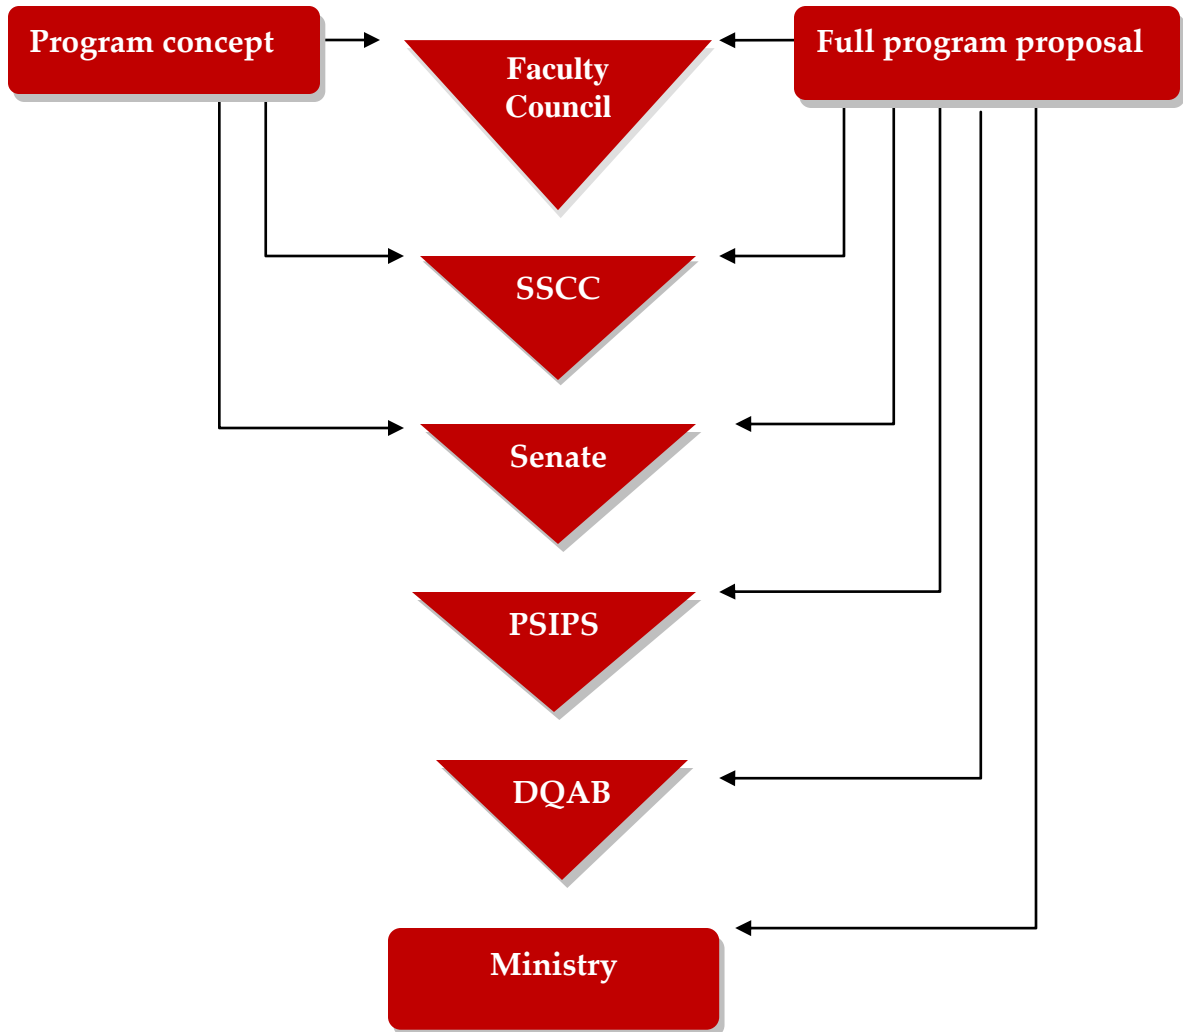 Program concept
Full program proposal
Faculty
Council
SSCC
Senate
PSIPS
DQAB
Ministry